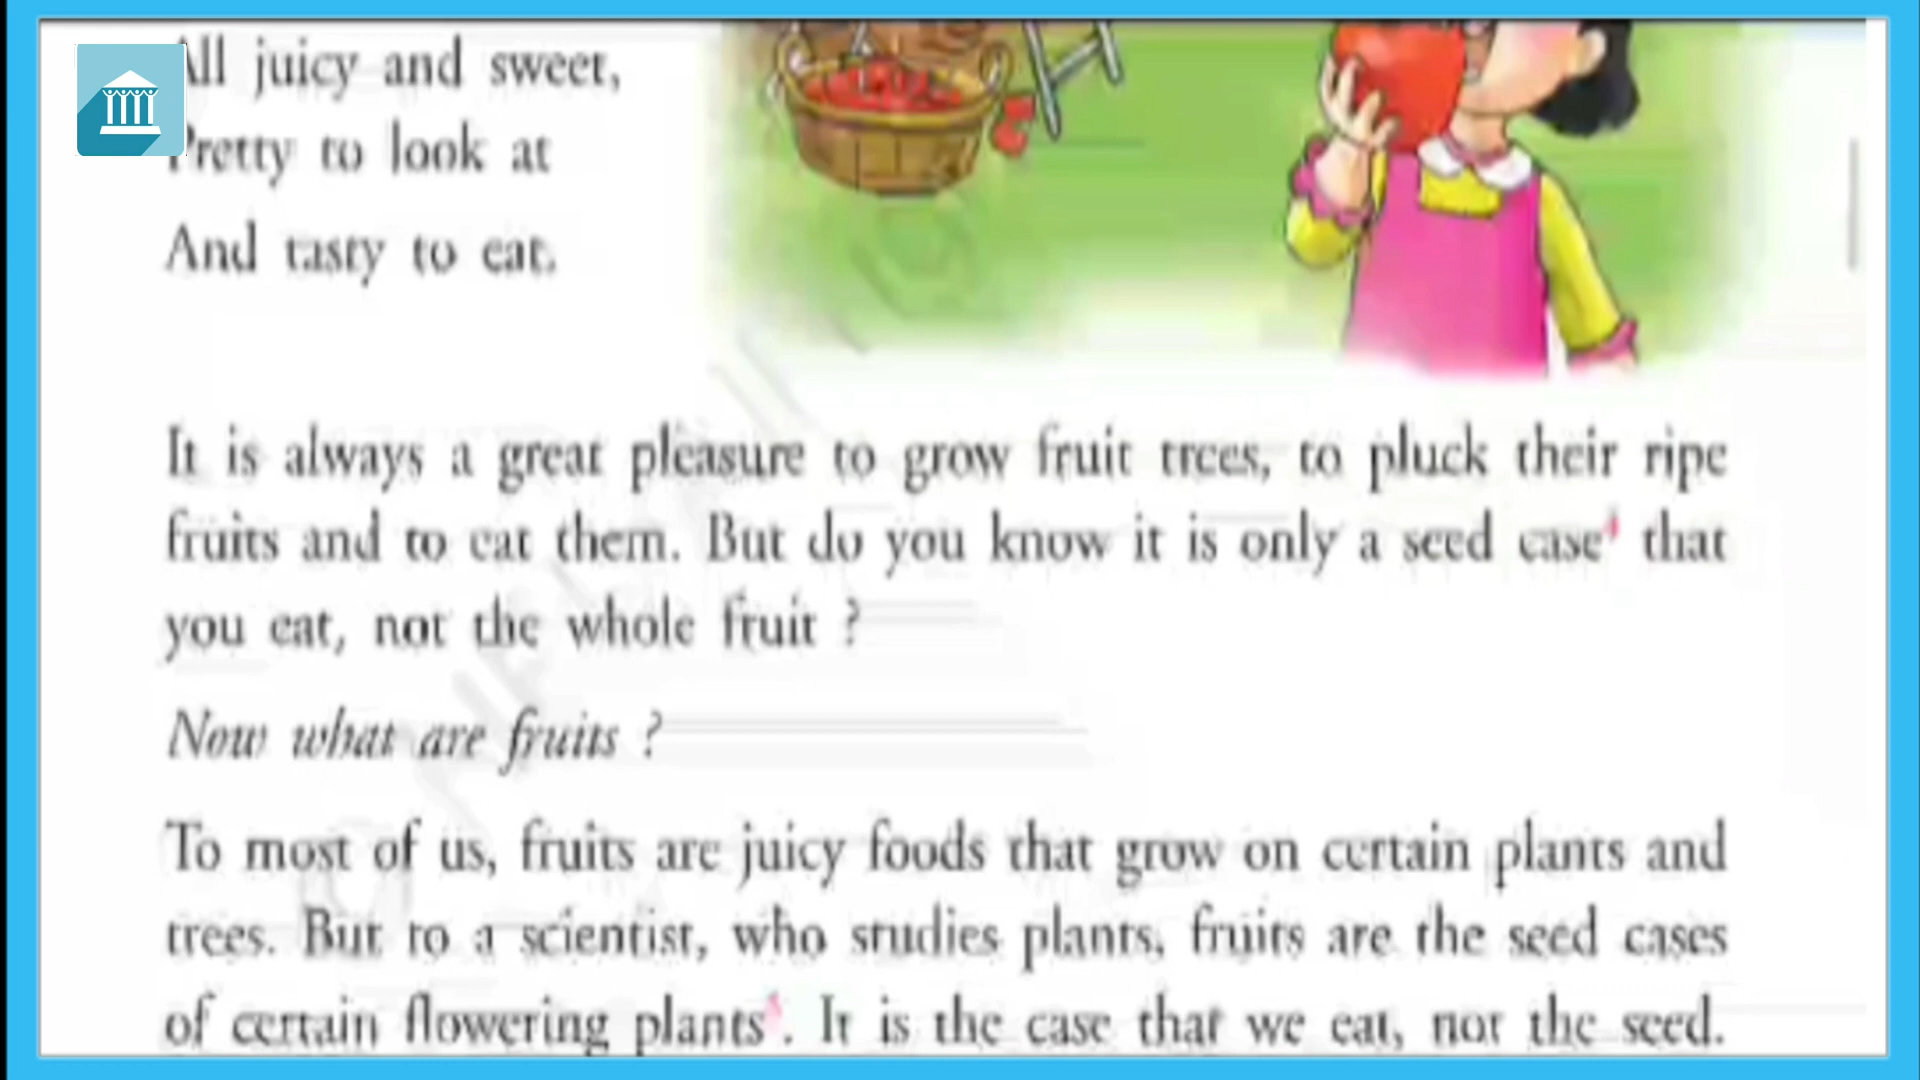 All juicy and sweet,
Pretty to look at
And tasty to eat.
It is always a great pleasure to grow fruit trees, to pluck their ripe
fruits and to eat them. But do you know it is only a seed case that
you eat, not the whole fruit ?
Now what are fruits ?
To most of us, fruits are juicy foods that grow on certain plants and
trees. But to a scientist, who studies plants, fruits are the seed cases
of certain flowering plants. It is the case that we eat, not the seed.